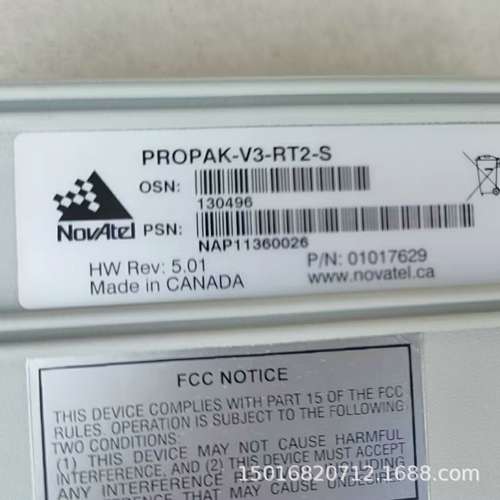 PROPAK-V3-RT2-S
OSN:
130496
NovAtel
PSN:
NAP11360026
HW Rev: 5.01
P/N: 01017629
Made in CANADA
www.novatel.ca
FCC NOTICE
THIS DEVICE COMPLIES WITH PART 15 OF THE FCC
RULES. OPERATION IS SUBJECT TO THE FOLLOWING
TWO CONDITIONS:
(1) THIS DEVICE MAY NOT CAUSE HARMFUL
INTERFERENCE, AND (2) THIS DEVICE MUST ACCEPT
ANY INTERFERENCE
15016820712.1688.com